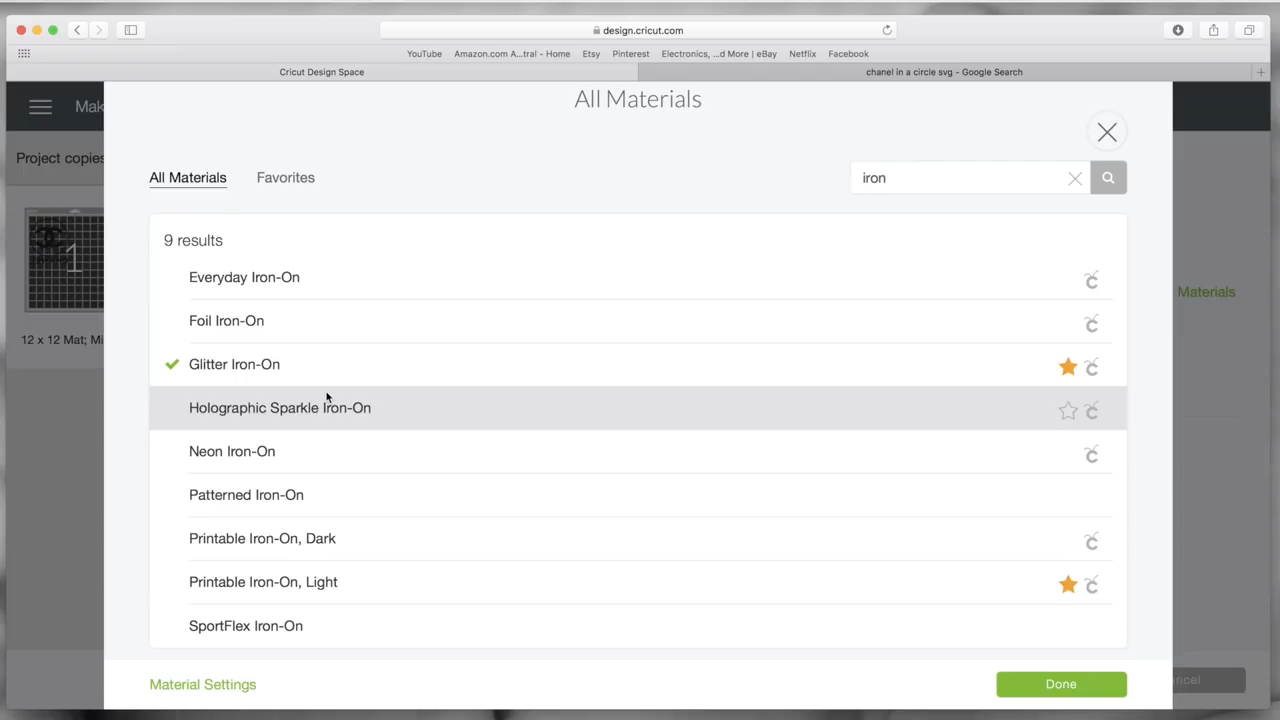 design.cricut.com
YouTube Amazon.com A...tral - Home Etsy Pinterest Electronics, ...d More | eBay Netflix Facebook
Cricut Design Space
chanel in a circle svg - Google Search
Mak
All Materials
Project copies
All Materials Favorites
iron
9 results
Everyday Iron-On
Foil Iron-On
Glitter Iron-On
Holographic Sparkle Iron-On
Neon Iron-On
Patterned Iron-On
Printable Iron-On, Dark
Printable Iron-On, Light
SportFlex Iron-On
1
12 x 12 Mat; Mi
Materials
Material Settings
Done
ncel